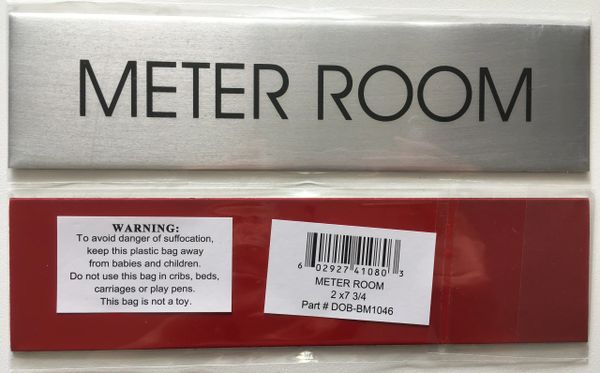 METER ROOM
WARNING:
To avoid danger of suffocation,
keep this plastic bag away
from babies and children.
Do not use this bag in cribs, beds,
carriages or play pens.
This bag is not a toy.
6 02927 41080 3
METER ROOM
2 x7 3/4
Part # DOB-BM1046